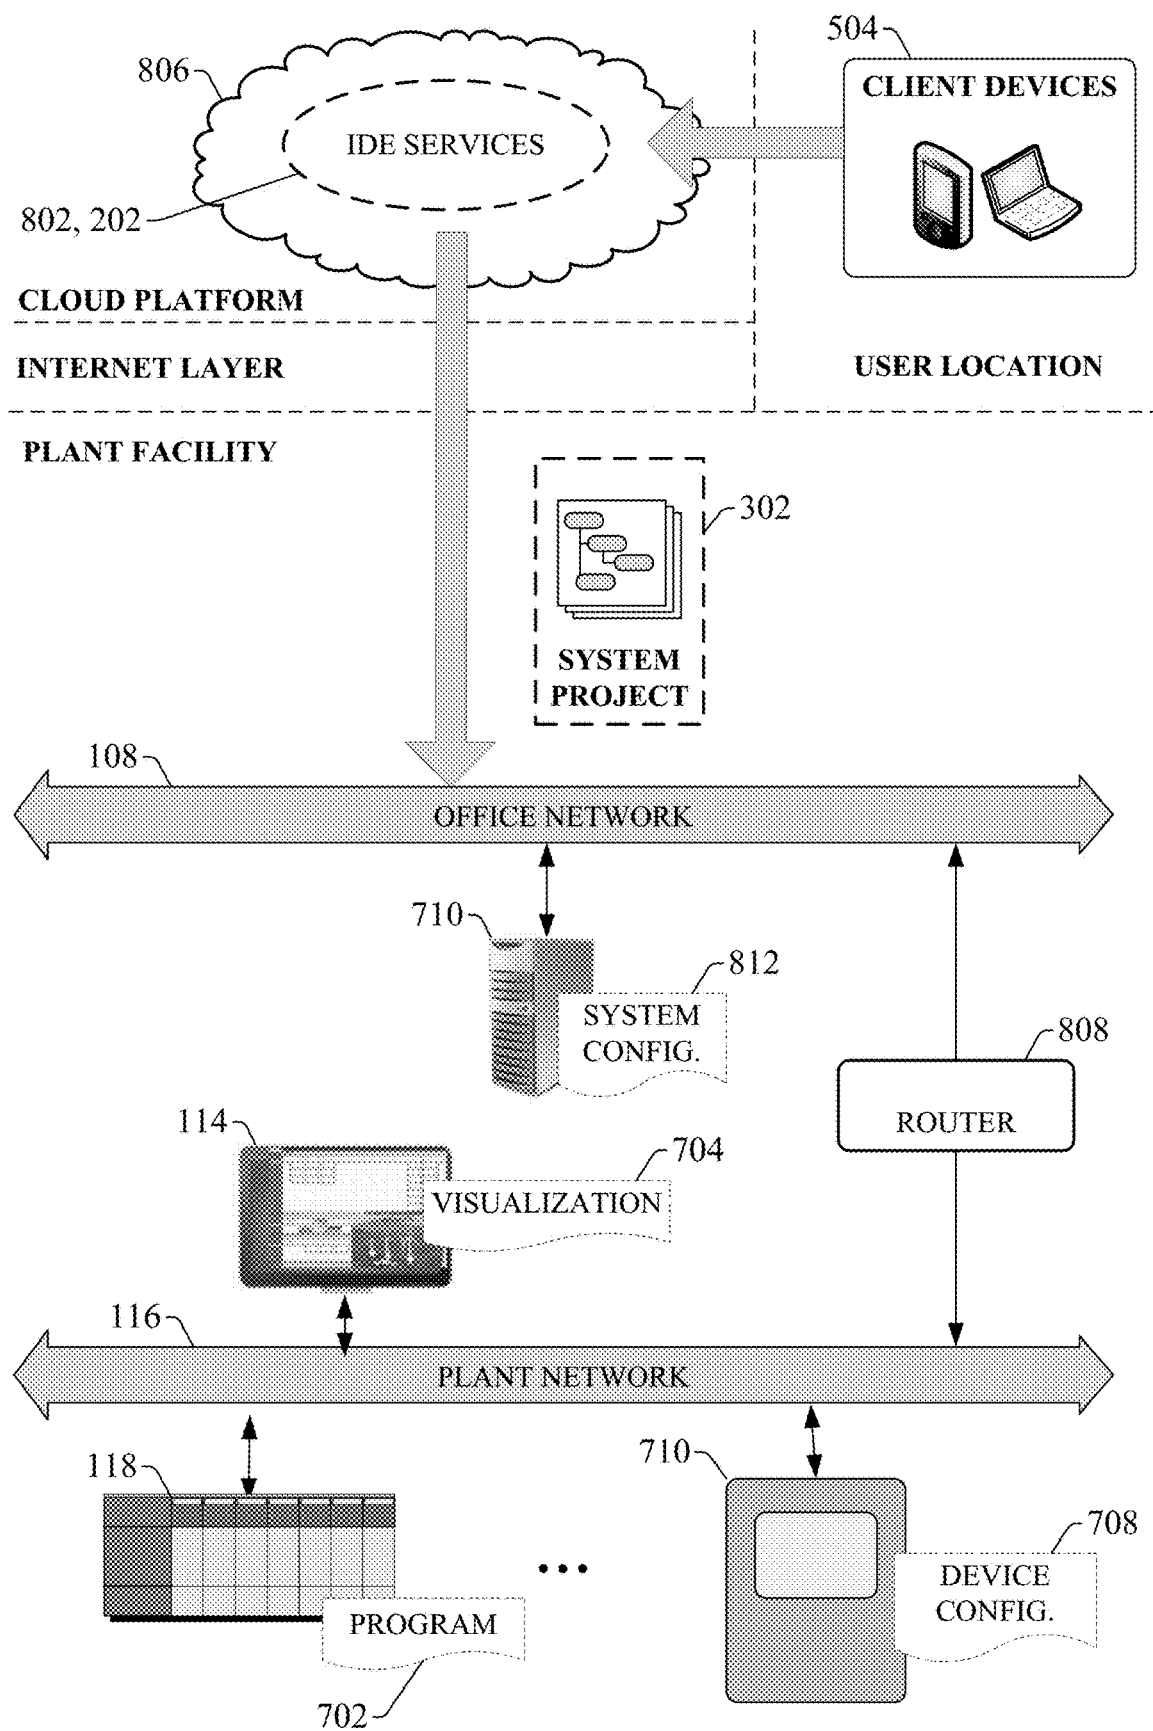 504
806
CLIENT DEVICES
IDE SERVICES
802, 202
CLOUD PLATFORM
INTERNET LAYER
USER LOCATION
PLANT FACILITY
302
SYSTEM
PROJECT
108
OFFICE NETWORK
710
812
SYSTEM
CONFIG.
808
ROUTER
114
704
VISUALIZATION
116
PLANT NETWORK
118
710
708
DEVICE
CONFIG.
PROGRAM
702